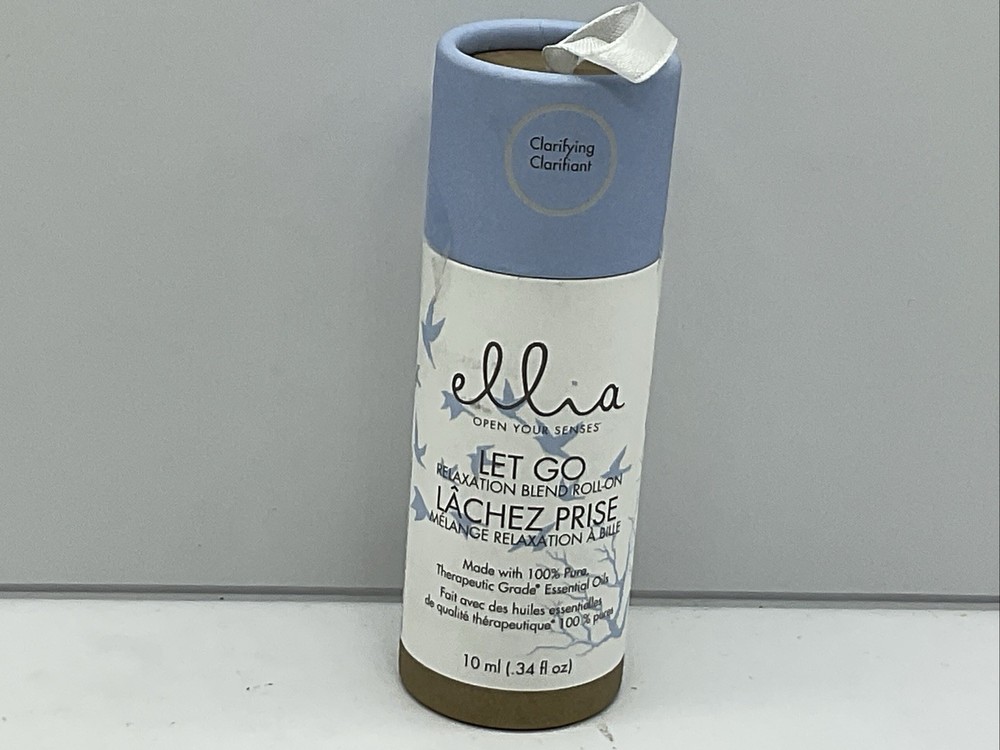 Clarifying
Clarifiant
ellia
OPEN YOUR SENSES™
LET GO
RELAXATION BLEND ROLL-ON
LÂCHEZ PRISE
MÉLANGE RELAXATION À BILLE
Made with 100% Pure,
Therapeutic Grade* Essential Oils
Fait avec des huiles essentielles
de qualité thérapeutique* 100 % pures
10 ml (.34 fl oz)